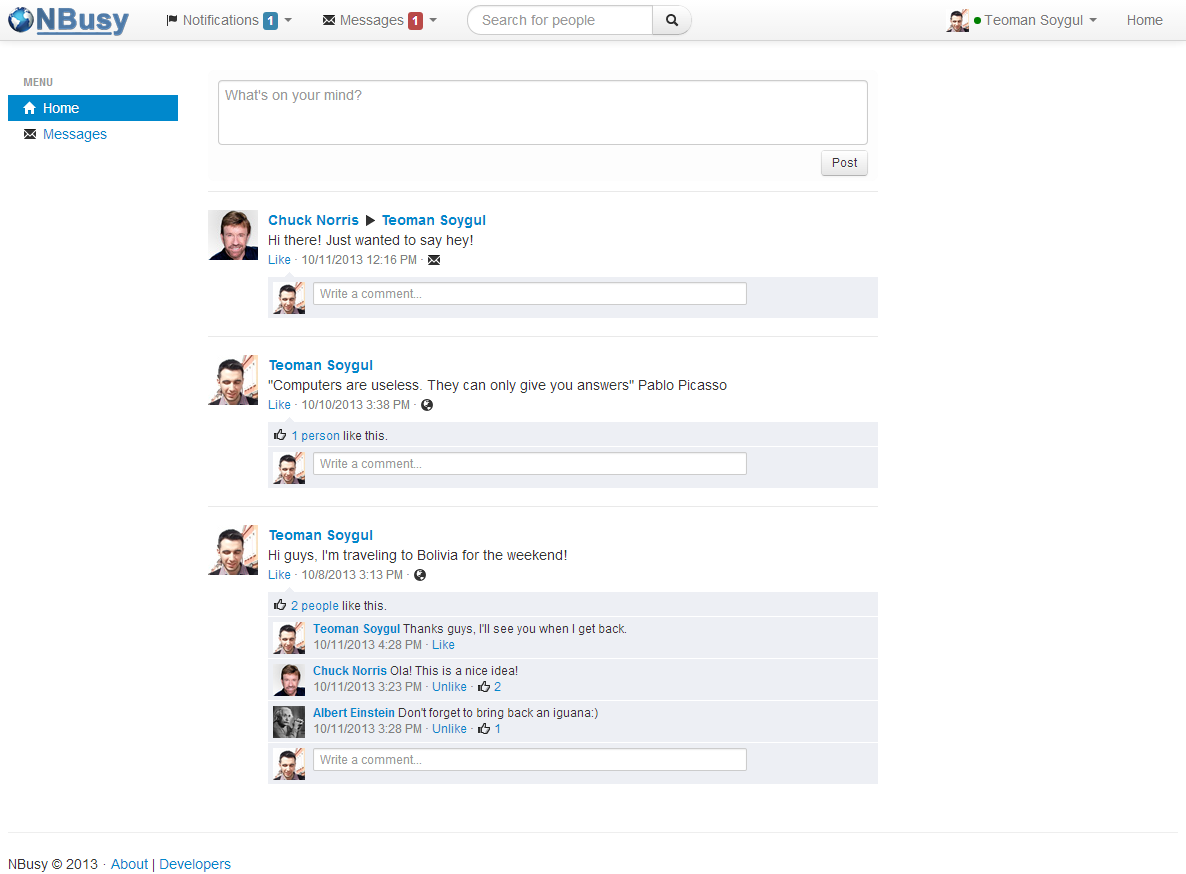 NBusy Notifications 1 Messages 1 Search for people Teoman Soygul Home
MENU
Home
Messages
What's on your mind?
Post
Chuck Norris Teoman Soygul
Hi there! Just wanted to say hey!
Like · 10/11/2013 12:16 PM ·
Write a comment...
Teoman Soygul
"Computers are useless. They can only give you answers" Pablo Picasso
Like · 10/10/2013 3:38 PM ·
1 person like this.
Write a comment...
Teoman Soygul
Hi guys, I'm traveling to Bolivia for the weekend!
Like · 10/8/2013 3:13 PM ·
2 people like this.
Teoman Soygul Thanks guys, I'll see you when I get back.
10/11/2013 4:28 PM · Like
Chuck Norris Ola! This is a nice idea!
10/11/2013 3:23 PM · Unlike · 2
Albert Einstein Don't forget to bring back an iguana:)
10/11/2013 3:28 PM · Unlike · 1
Write a comment...
NBusy © 2013 · About | Developers